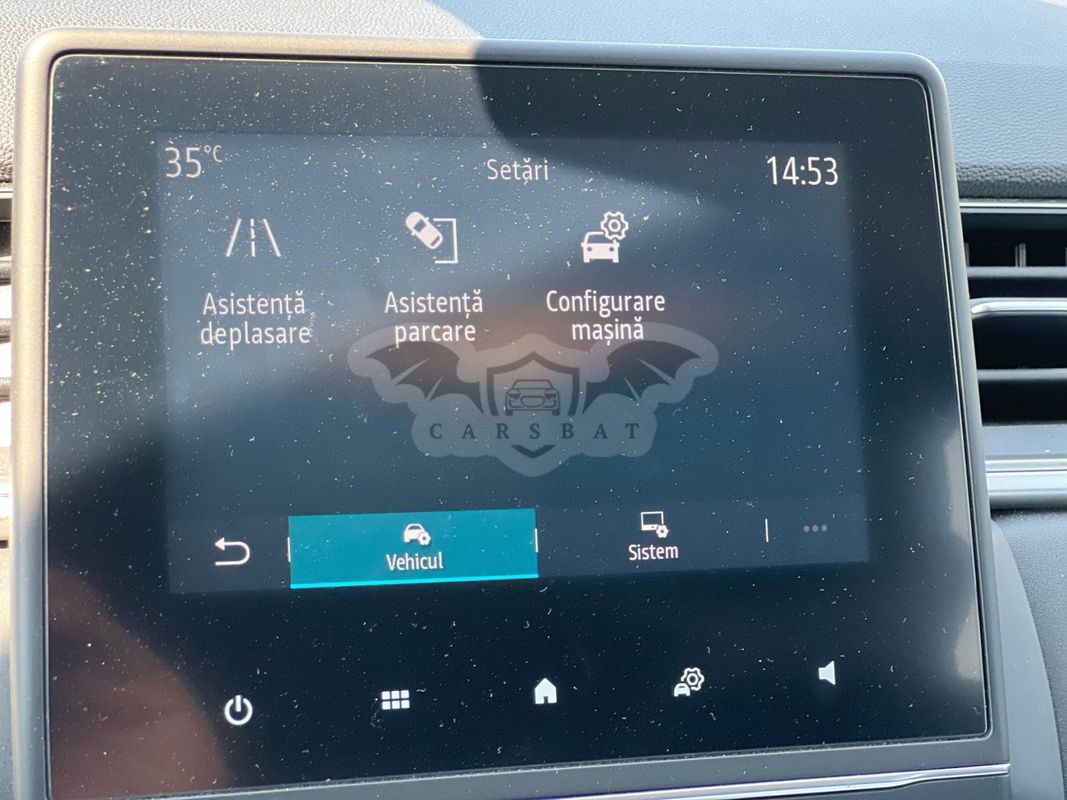 35°C
Setări
14:53
Asistență
deplasare
Asistență
parcare
Configurare
mașină
CARSBAT
Vehicul
Sistem